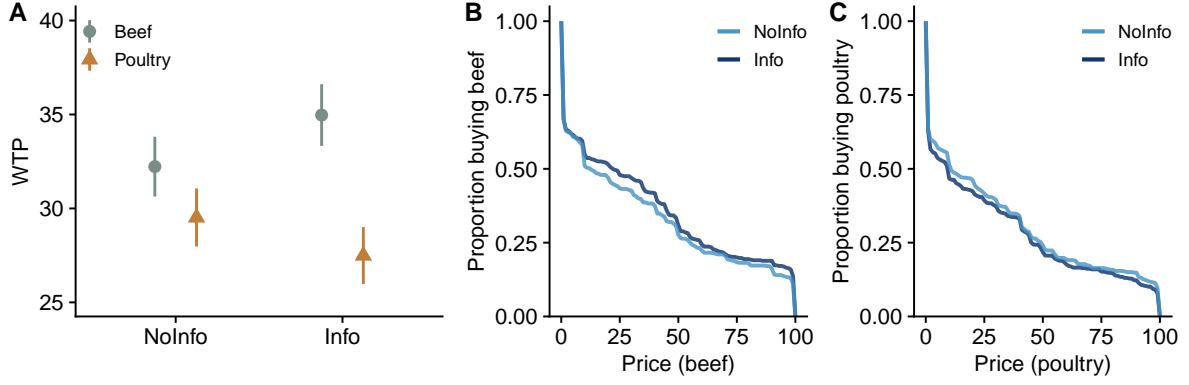 A
Beef
Poultry
WTP
40
35
30
25
NoInfo
Info
B
NoInfo
Info
Proportion buying beef
1.00
0.75
0.50
0.25
0.00
0
25
50
75
100
Price (beef)
C
NoInfo
Info
Proportion buying poultry
1.00
0.75
0.50
0.25
0.00
0
25
50
75
100
Price (poultry)